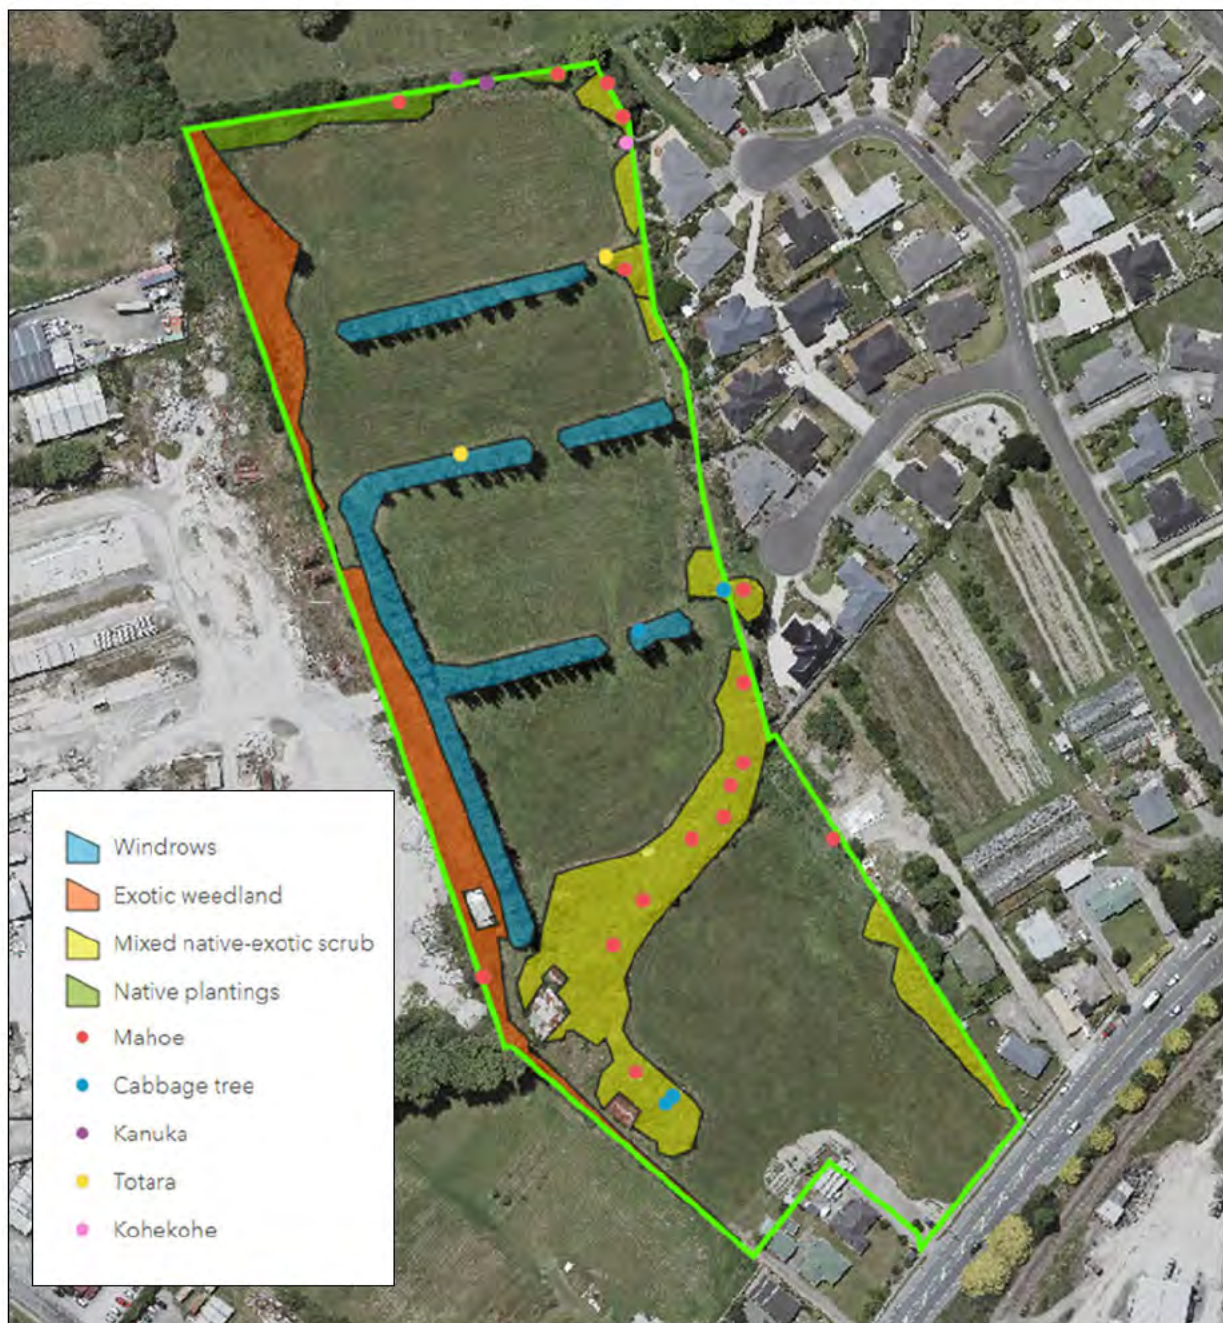 Windrows
Exotic weedland
Mixed native-exotic scrub
Native plantings
Mahoe
Cabbage tree
Kanuka
Totara
Kohekohe